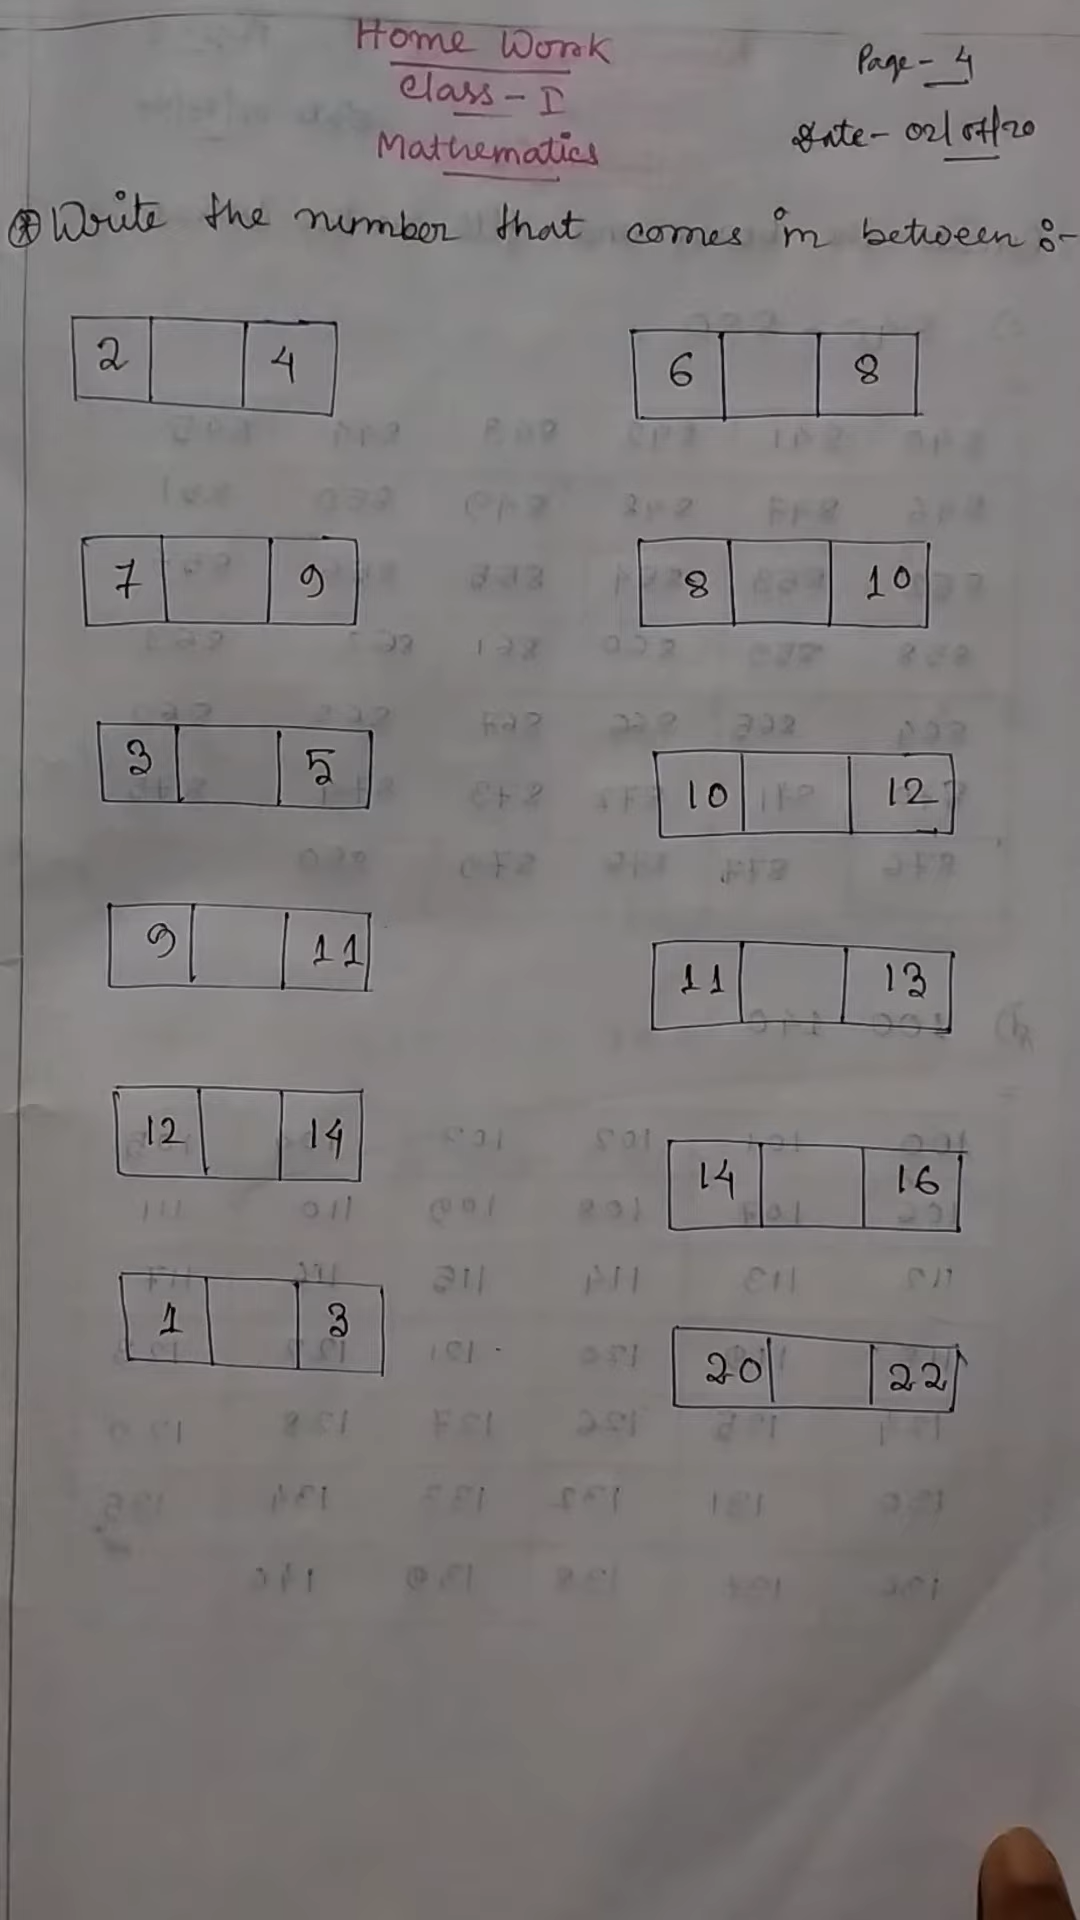 Home Work
Class - I
Mathematics
Page - 4
Date - 02/07/20
* Write the number that comes in between :-
2 4 6 8
7 9 8 10
3 5 10 12
9 11 11 13
12 14 14 16
1 3 20 22